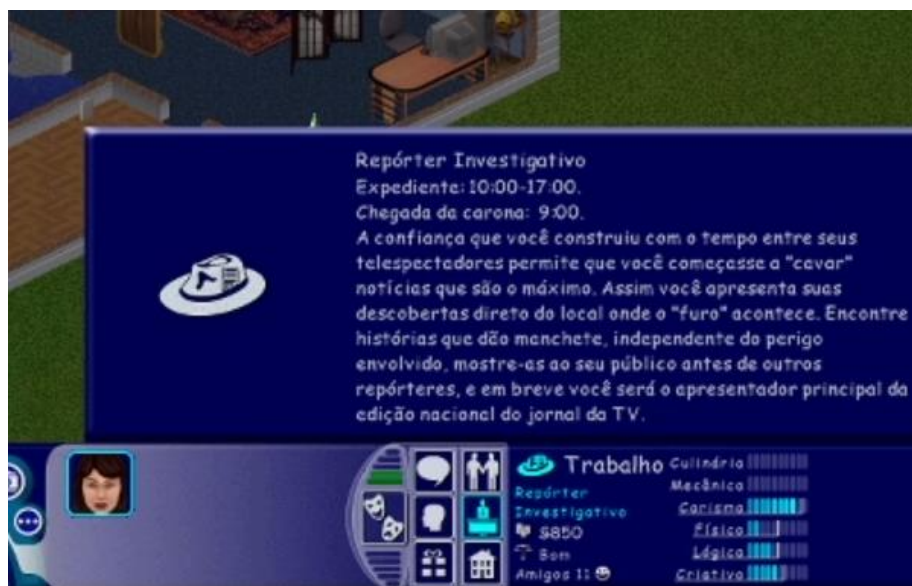 Repórter Investigativo
Expediente: 10:00-17:00.
Chegada da carona: 9:00.
A confiança que você construiu com o tempo entre seus
telespectadores permite que você começasse a "cavar"
notícias que são o máximo. Assim você apresenta suas
descobertas direto do local onde o "furo" acontece. Encontre
histórias que dão manchete, independente do perigo
envolvido, mostre-as ao seu público antes de outros
repórteres, e em breve você será o apresentador principal da
edição nacional do jornal da TV.
Trabalho
Repórter
Investigativo
$850
Bom
Amigos 11
Culinária
Mecânica
Carisma
Físico
Lógica
Criativo